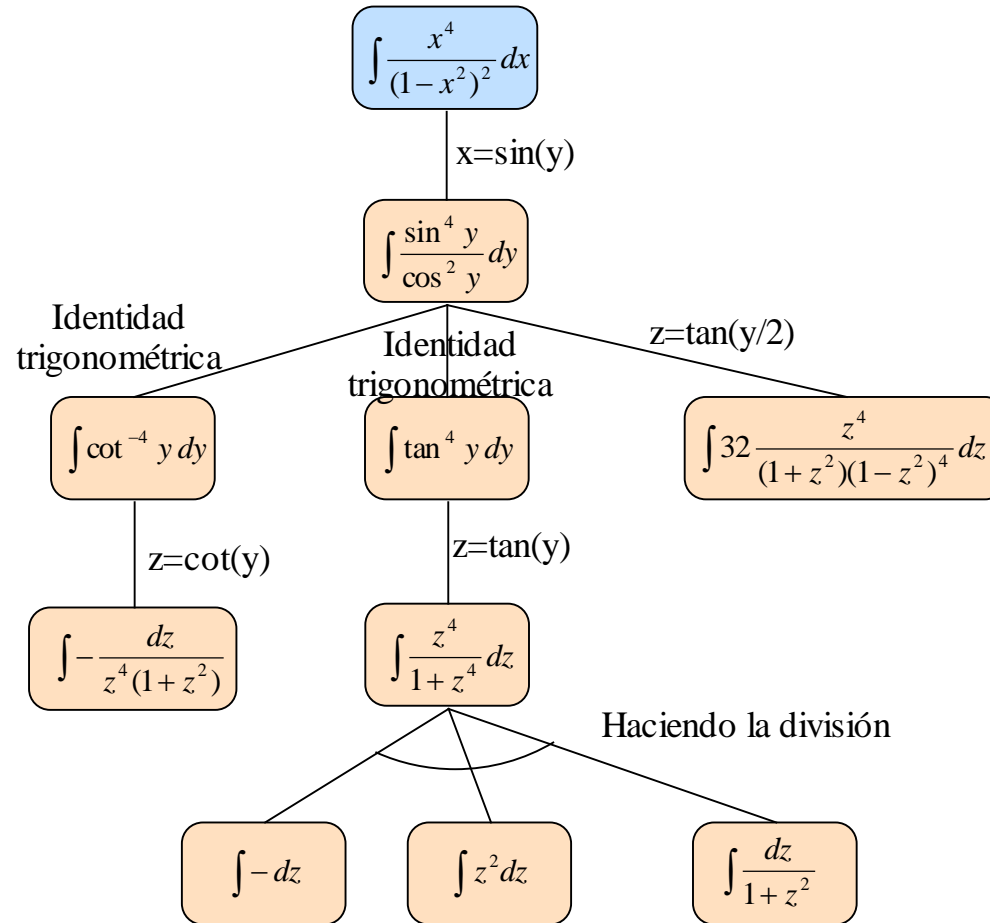 ∫ x⁴/(1−x²)² dx
x=sin(y)
∫ sin⁴ y/cos² y dy
Identidad
trigonométrica
Identidad
trigonométrica
z=tan(y/2)
∫ cot⁻⁴ y dy
∫ tan⁴ y dy
∫ 32 z⁴/((1+z²)(1−z²)⁴) dz
z=cot(y)
z=tan(y)
∫ − dz/(z⁴(1+z²))
∫ z⁴/(1+z⁴) dz
Haciendo la división
∫ − dz
∫ z² dz
∫ dz/(1+z²)